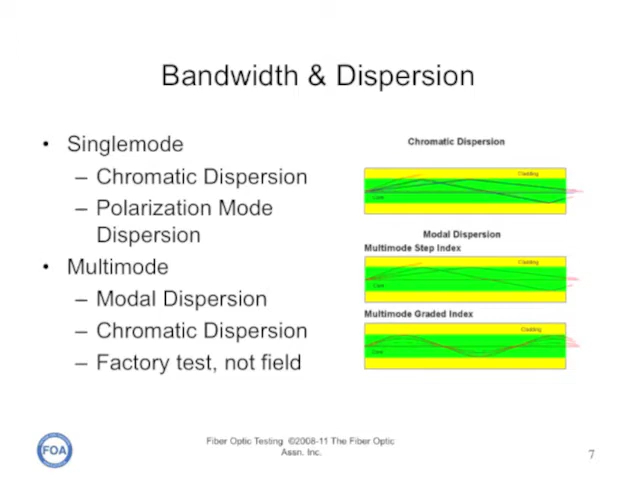 Bandwidth & Dispersion
• Singlemode
– Chromatic Dispersion
– Polarization Mode
Dispersion
• Multimode
– Modal Dispersion
– Chromatic Dispersion
– Factory test, not field
Chromatic Dispersion
Cladding
Core
Modal Dispersion
Multimode Step Index
Cladding
Core
Multimode Graded Index
Cladding
Core
FOA
Fiber Optic Testing ©2008-11 The Fiber Optic
Assn. Inc.
7